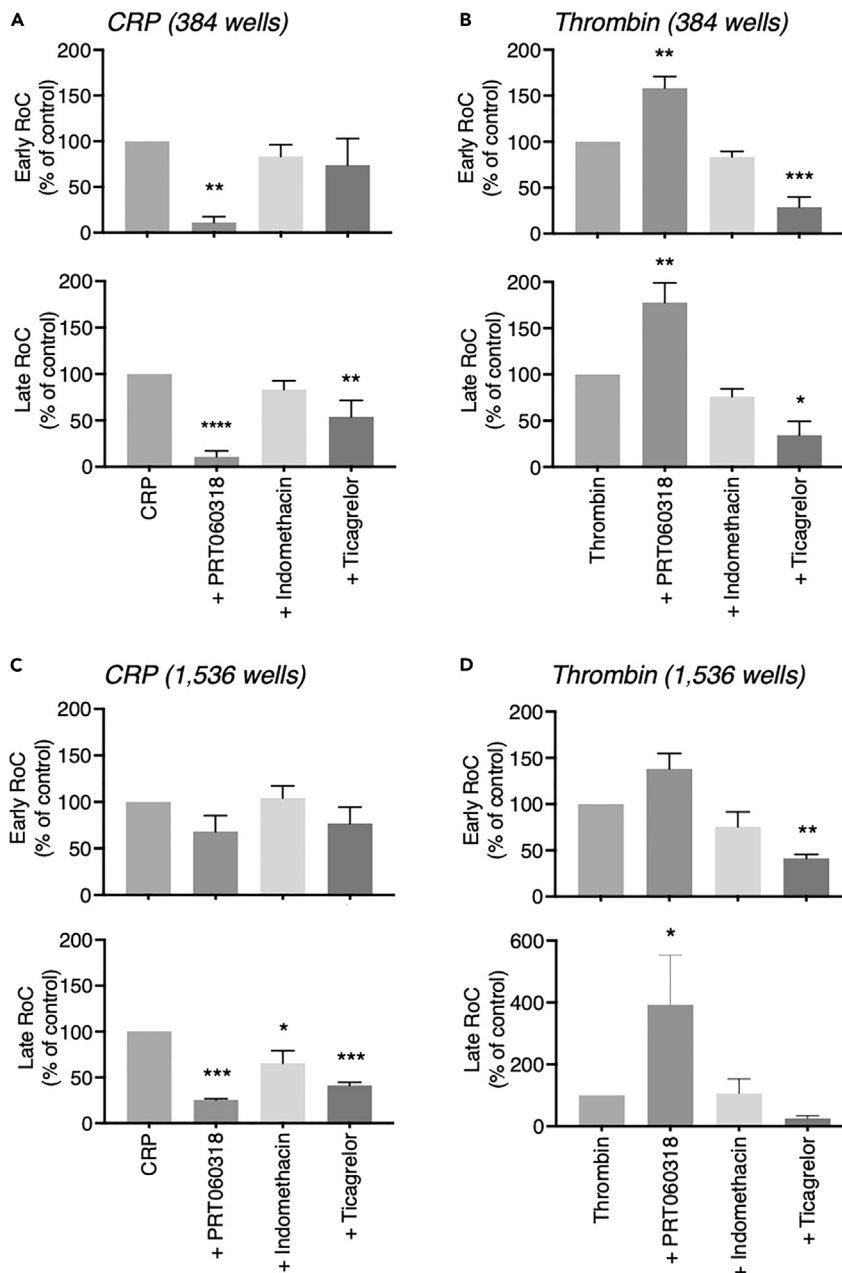 A
CRP (384 wells)
Early RoC
(% of control)
200
150
100
50
0
**
Late RoC
(% of control)
200
150
100
50
0
****
**
CRP
+ PRT060318
+ Indomethacin
+ Ticagrelor
B
Thrombin (384 wells)
Early RoC
(% of control)
200
150
100
50
0
**
***
Late RoC
(% of control)
200
150
100
50
0
**
*
Thrombin
+ PRT060318
+ Indomethacin
+ Ticagrelor
C
CRP (1,536 wells)
Early RoC
(% of control)
200
150
100
50
0
Late RoC
(% of control)
200
150
100
50
0
***
*
***
CRP
+ PRT060318
+ Indomethacin
+ Ticagrelor
D
Thrombin (1,536 wells)
Early RoC
(% of control)
200
150
100
50
0
**
Late RoC
(% of control)
600
400
200
100
0
*
Thrombin
+ PRT060318
+ Indomethacin
+ Ticagrelor